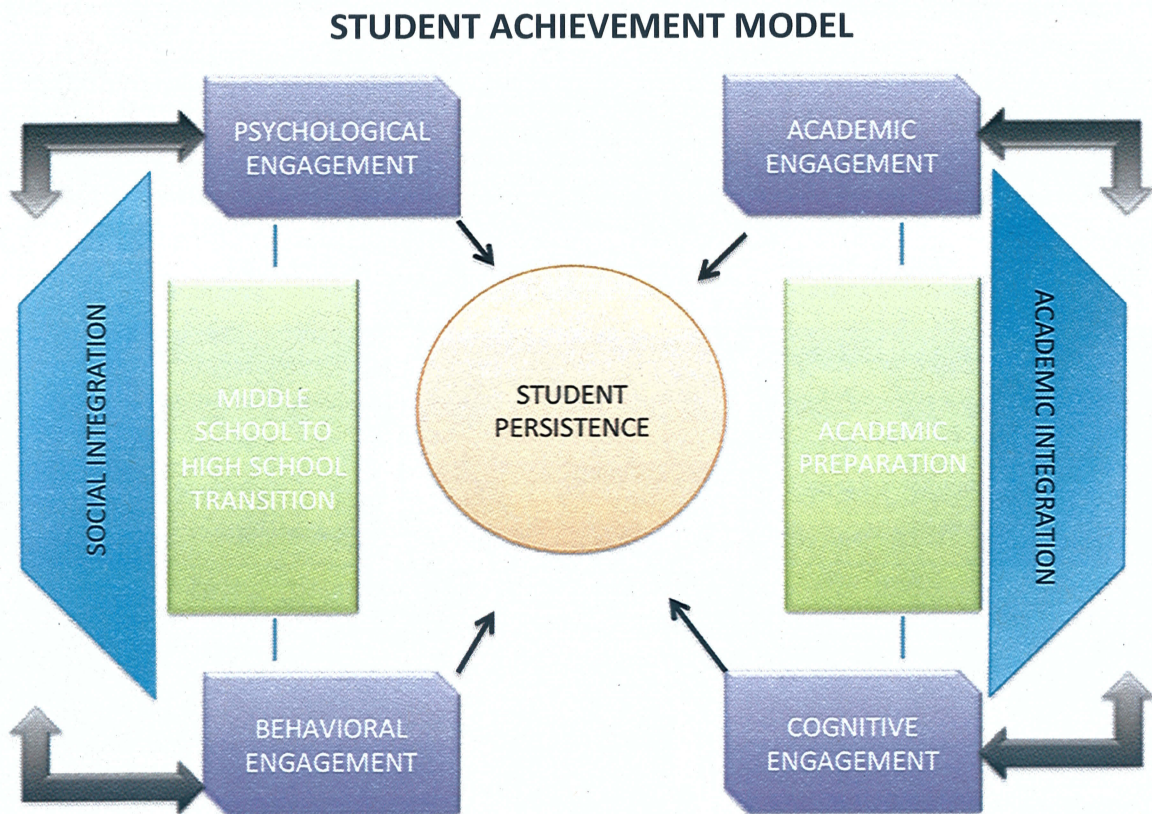 STUDENT ACHIEVEMENT MODEL
PSYCHOLOGICAL
ENGAGEMENT
ACADEMIC
ENGAGEMENT
SOCIAL INTEGRATION
MIDDLE
SCHOOL TO
HIGH SCHOOL
TRANSITION
STUDENT
PERSISTENCE
ACADEMIC
PREPARATION
ACADEMIC INTEGRATION
BEHAVIORAL
ENGAGEMENT
COGNITIVE
ENGAGEMENT